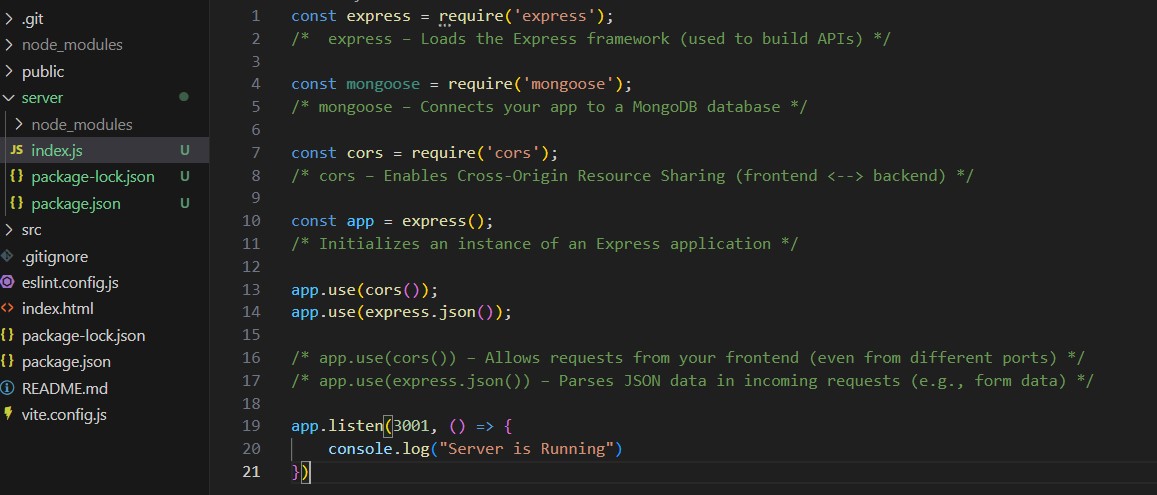 .git
node_modules
public
server
node_modules
JS index.js U
{} package-lock.json U
{} package.json U
src
.gitignore
eslint.config.js
<> index.html
{} package-lock.json
{} package.json
README.md
vite.config.js
1 const express = require('express');
2 /*  express – Loads the Express framework (used to build APIs) */
3
4 const mongoose = require('mongoose');
5 /* mongoose – Connects your app to a MongoDB database */
6
7 const cors = require('cors');
8 /* cors – Enables Cross-Origin Resource Sharing (frontend <--> backend) */
9
10 const app = express();
11 /* Initializes an instance of an Express application */
12
13 app.use(cors());
14 app.use(express.json());
15
16 /* app.use(cors()) – Allows requests from your frontend (even from different ports) */
17 /* app.use(express.json()) – Parses JSON data in incoming requests (e.g., form data) */
18
19 app.listen(3001, () => {
20     console.log("Server is Running")
21 })